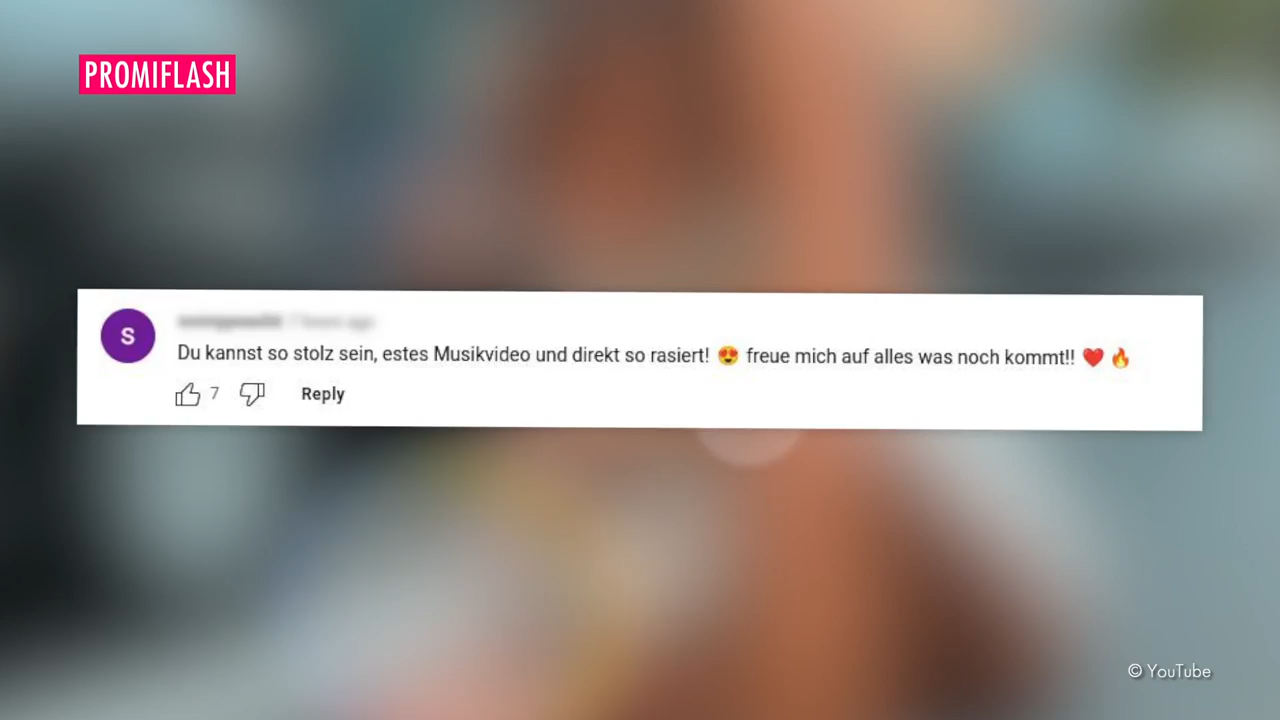 PROMIFLASH
S
Du kannst so stolz sein, estes Musikvideo und direkt so rasiert! 😍 freue mich auf alles was noch kommt!! ❤️ 🔥
7 Reply
© YouTube